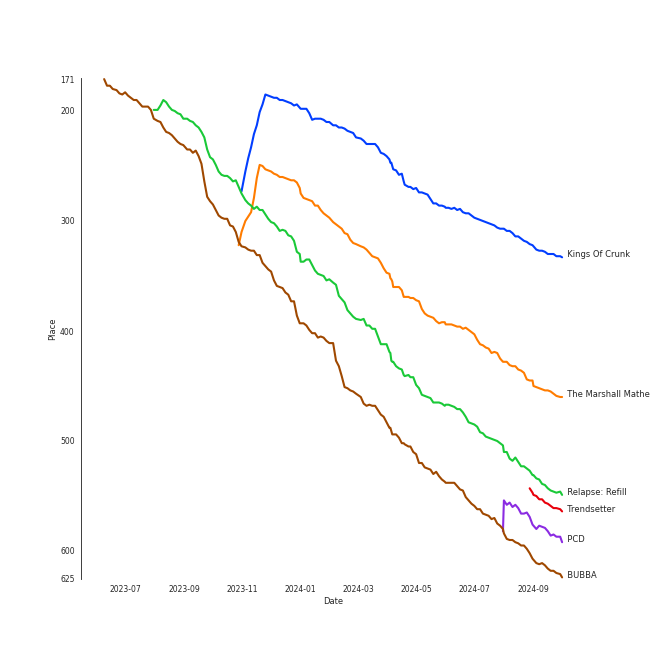 171
200
300
400
500
600
625
Place
2023-07
2023-09
2023-11
2024-01
2024-03
2024-05
2024-07
2024-09
Date
Kings Of Crunk
The Marshall Mathe
Relapse: Refill
Trendsetter
PCD
BUBBA